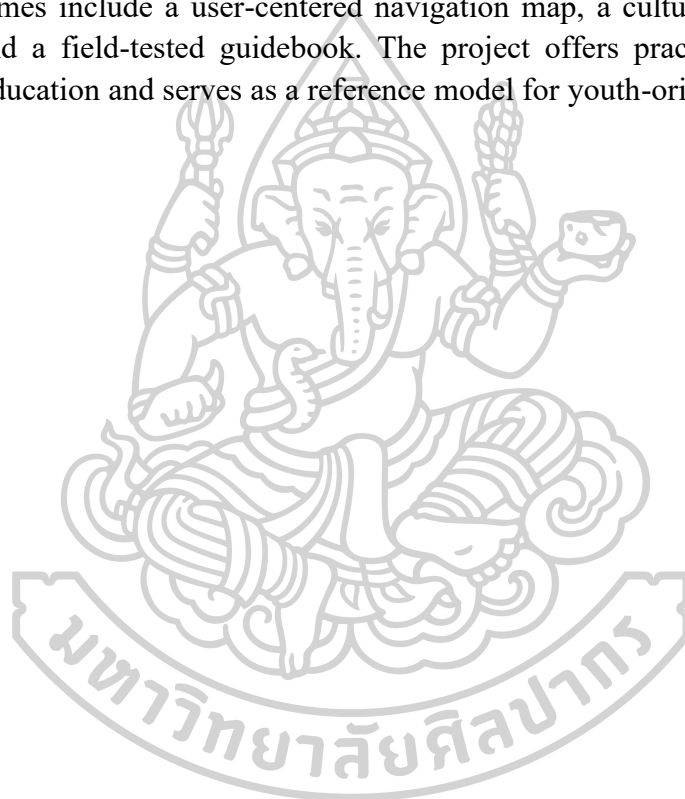 mes include a user-centered navigation map, a cultu
d a field-tested guidebook. The project offers prac
ducation and serves as a reference model for youth-ori
มหาวิทยาลัยศิลปากร